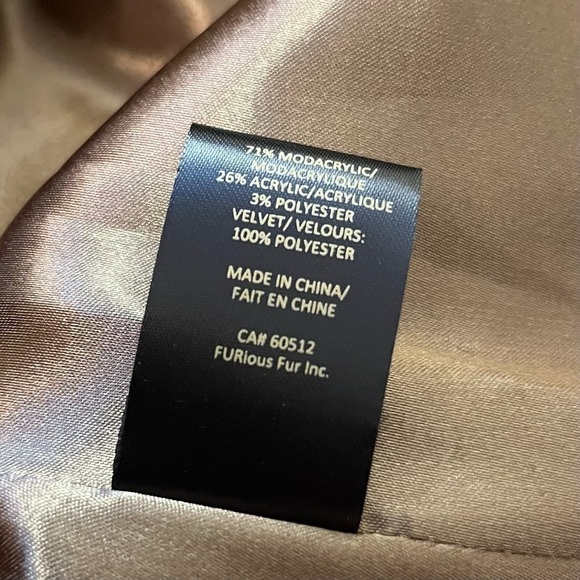 71% MODACRYLIC/
MODACRYLIQUE
26% ACRYLIC/ACRYLIQUE
3% POLYESTER
VELVET/ VELOURS:
100% POLYESTER
MADE IN CHINA/
FAIT EN CHINE
CA# 60512
FURious Fur Inc.